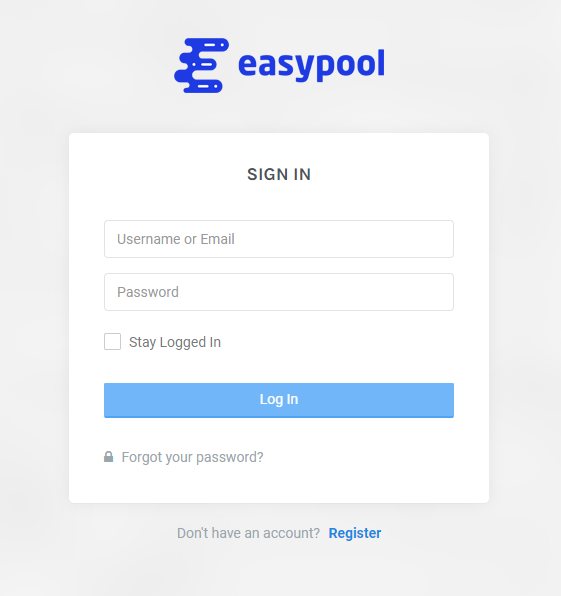 easypool
SIGN IN
Username or Email
Password
Stay Logged In
Log In
Forgot your password?
Don't have an account? Register